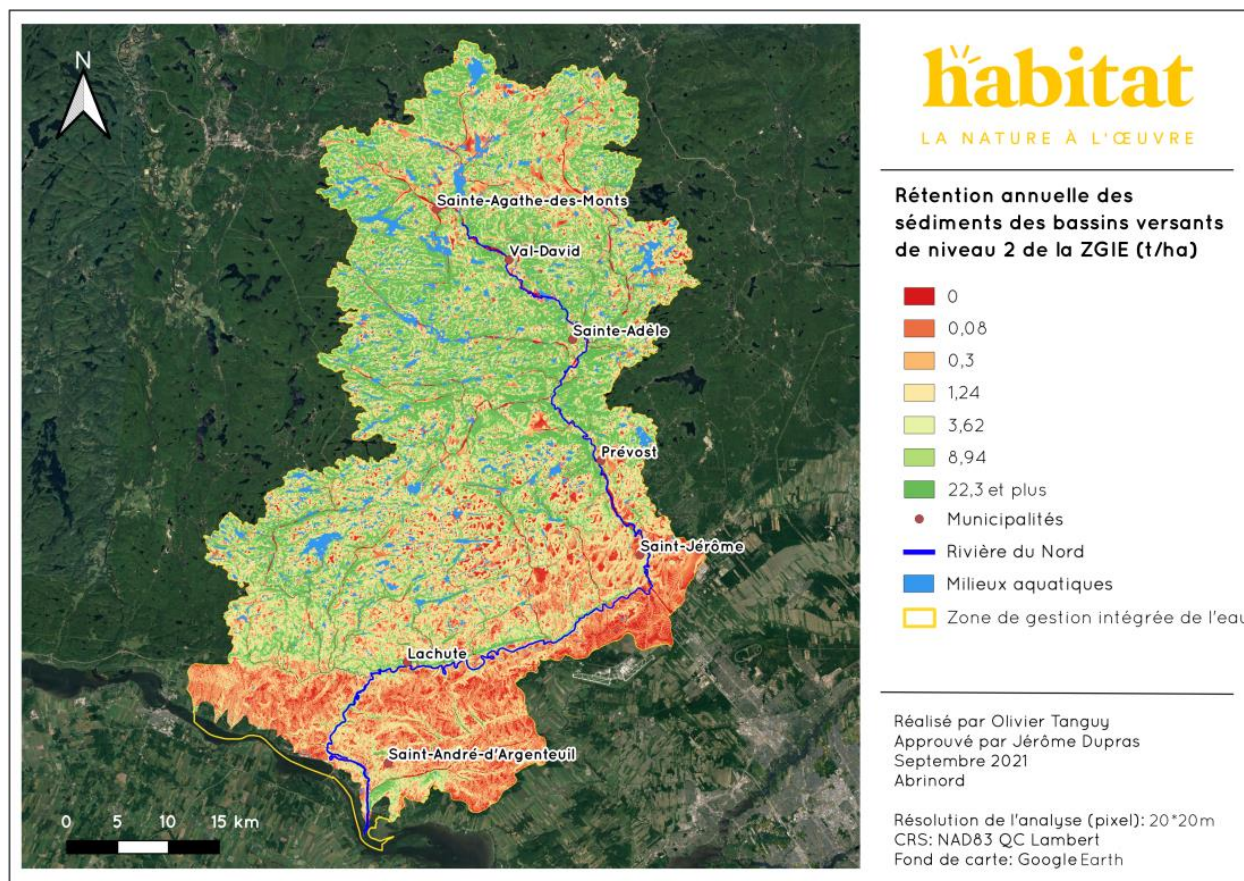 N
Sainte-Agathe-des-Monts
Val-David
Sainte-Adèle
Prévost
Saint-Jérôme
Lachute
Saint-André-d'Argenteuil
0 5 10 15 km
habitat
LA NATURE À L'ŒUVRE
Rétention annuelle des
sédiments des bassins versants
de niveau 2 de la ZGIE (t/ha)
0
0,08
0,3
1,24
3,62
8,94
22,3 et plus
Municipalités
Rivière du Nord
Milieux aquatiques
Zone de gestion intégrée de l'eau
Réalisé par Olivier Tanguy
Approuvé par Jérôme Dupras
Septembre 2021
Abrinord
Résolution de l'analyse (pixel): 20*20m
CRS: NAD83 QC Lambert
Fond de carte: Google Earth